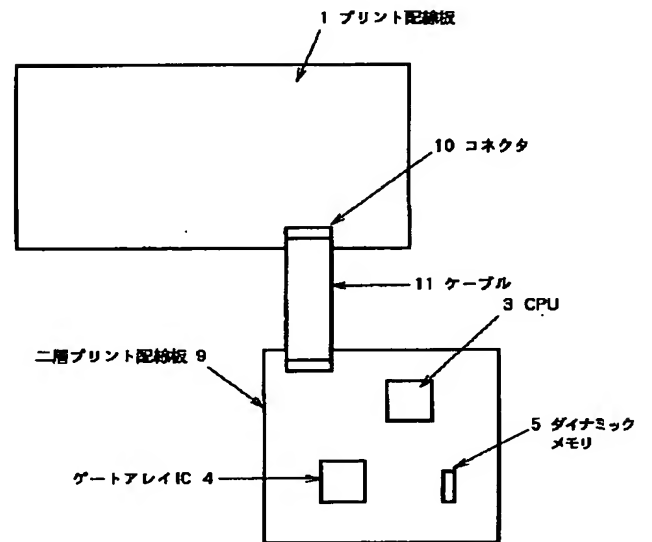 1 プリント配線板
10 コネクタ
11 ケーブル
3 CPU
二層プリント配線板 9
5 ダイナミック
メモリ
ゲートアレイIC 4